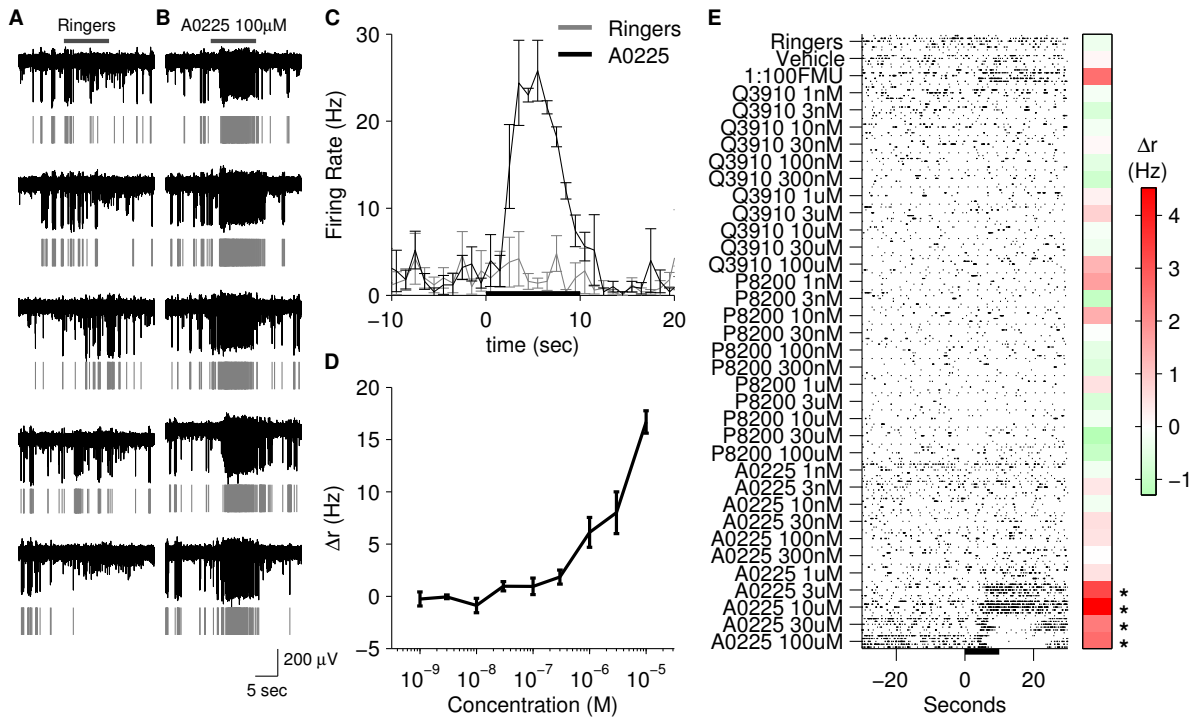 A
Ringers
B
A0225 100µM
200 µV
5 sec
C
Ringers
A0225
Firing Rate (Hz)
30
20
10
0
−10
0
10
20
time (sec)
D
Δr (Hz)
20
15
10
5
0
−5
10−9
10−8
10−7
10−6
10−5
Concentration (M)
E
Ringers
Vehicle
1:100FMU
Q3910 1nM
Q3910 3nM
Q3910 10nM
Q3910 30nM
Q3910 100nM
Q3910 300nM
Q3910 1uM
Q3910 3uM
Q3910 10uM
Q3910 30uM
Q3910 100uM
P8200 1nM
P8200 3nM
P8200 10nM
P8200 30nM
P8200 100nM
P8200 300nM
P8200 1uM
P8200 3uM
P8200 10uM
P8200 30uM
P8200 100uM
A0225 1nM
A0225 3nM
A0225 10nM
A0225 30nM
A0225 100nM
A0225 300nM
A0225 1uM
A0225 3uM
A0225 10uM
A0225 30uM
A0225 100uM
*
*
*
*
−20
0
20
Seconds
Δr
(Hz)
4
3
2
1
0
−1